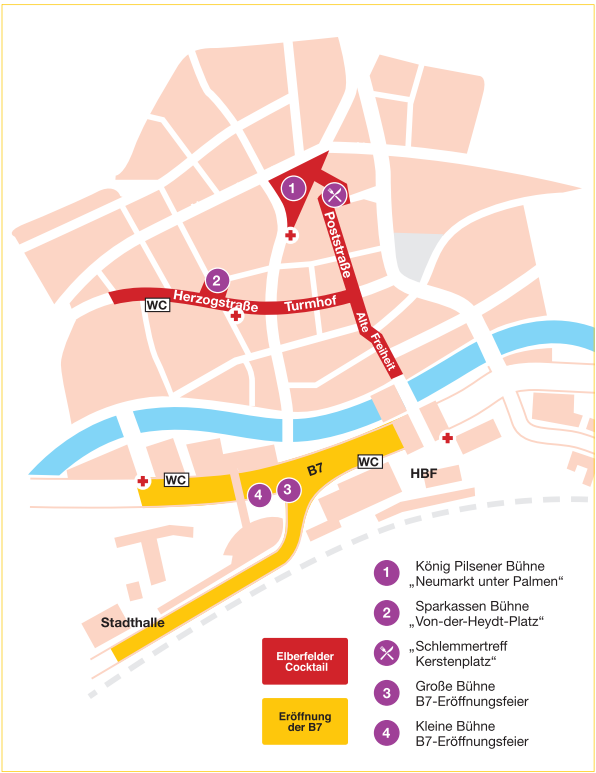 1
2
Poststraße
Herzogstraße
Turmhof
WC
Alte Freiheit
B7
WC
WC
HBF
4
3
Stadthalle
1 König Pilsener Bühne
„Neumarkt unter Palmen“
2 Sparkassen Bühne
„Von-der-Heydt-Platz“
„Schlemmertreff
Kerstenplatz“
3 Große Bühne
B7-Eröffnungsfeier
4 Kleine Bühne
B7-Eröffnungsfeier
Elberfelder
Cocktail
Eröffnung
der B7